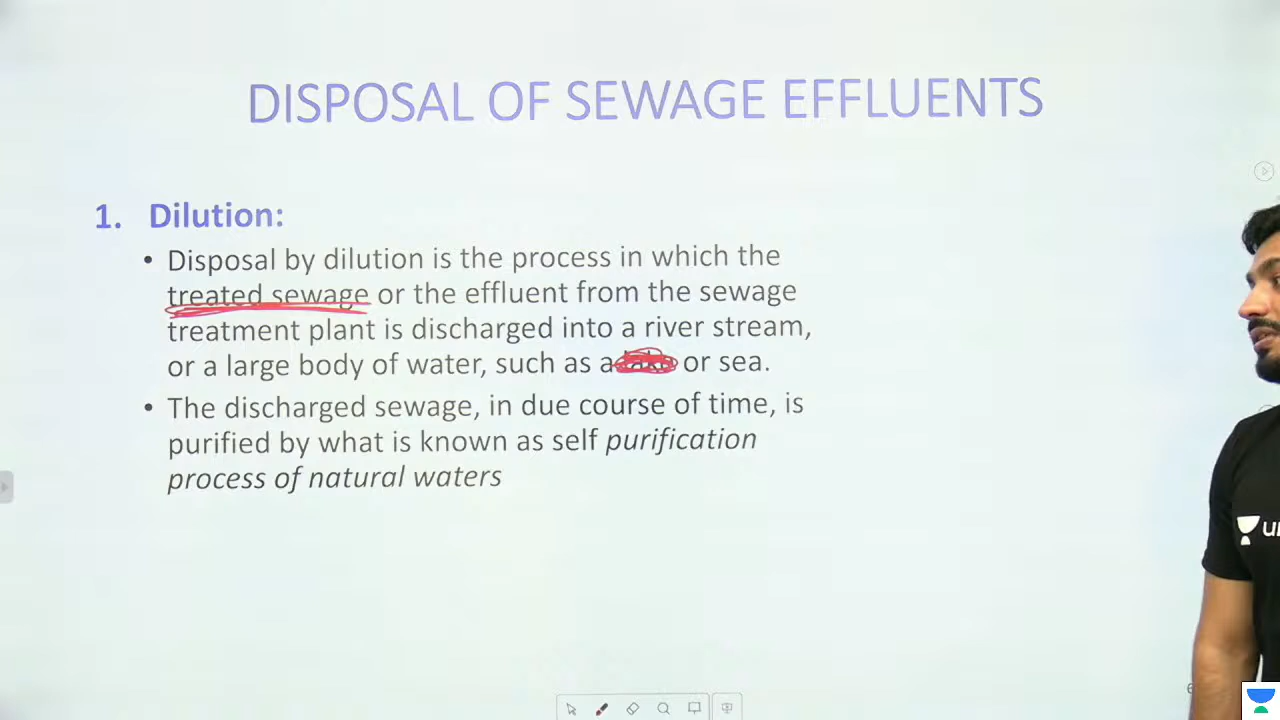 DISPOSAL OF SEWAGE EFFLUENTS
1. Dilution:
• Disposal by dilution is the process in which the
treated sewage or the effluent from the sewage
treatment plant is discharged into a river stream,
or a large body of water, such as a or sea.
• The discharged sewage, in due course of time, is
purified by what is known as self purification
process of natural waters